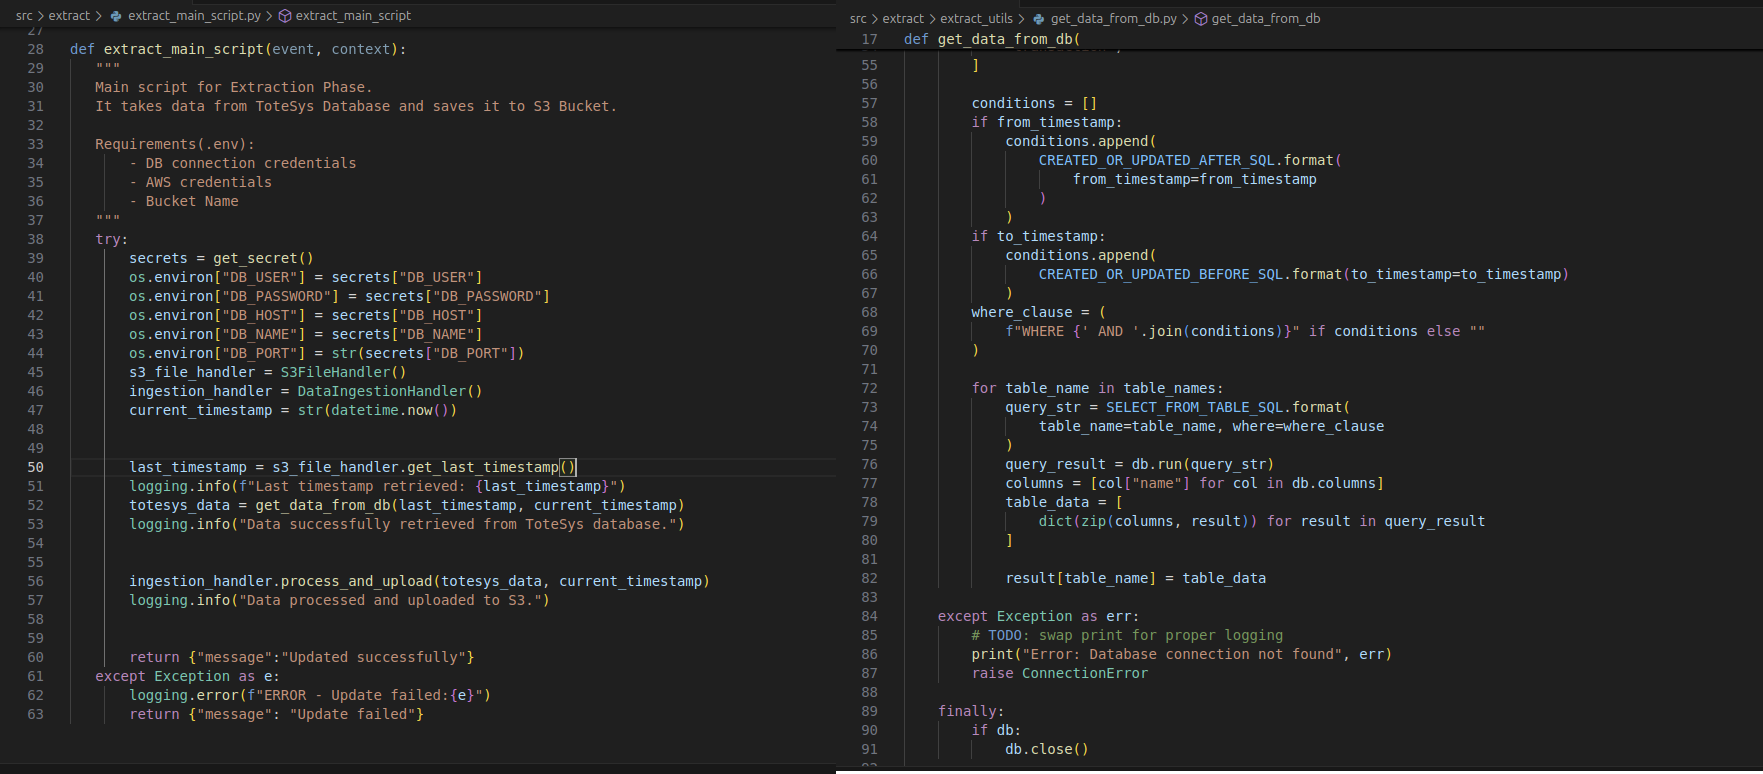 src > extract > extract_main_script.py > extract_main_script
27
28 def extract_main_script(event, context):
29 """
30 Main script for Extraction Phase.
31 It takes data from ToteSys Database and saves it to S3 Bucket.
32
33 Requirements(.env):
34 - DB connection credentials
35 - AWS credentials
36 - Bucket Name
37 """
38 try:
39 secrets = get_secret()
40 os.environ["DB_USER"] = secrets["DB_USER"]
41 os.environ["DB_PASSWORD"] = secrets["DB_PASSWORD"]
42 os.environ["DB_HOST"] = secrets["DB_HOST"]
43 os.environ["DB_NAME"] = secrets["DB_NAME"]
44 os.environ["DB_PORT"] = str(secrets["DB_PORT"])
45 s3_file_handler = S3FileHandler()
46 ingestion_handler = DataIngestionHandler()
47 current_timestamp = str(datetime.now())
48
49
50 last_timestamp = s3_file_handler.get_last_timestamp()
51 logging.info(f"Last timestamp retrieved: {last_timestamp}")
52 totesys_data = get_data_from_db(last_timestamp, current_timestamp)
53 logging.info("Data successfully retrieved from ToteSys database.")
54
55
56 ingestion_handler.process_and_upload(totesys_data, current_timestamp)
57 logging.info("Data processed and uploaded to S3.")
58
59
60 return {"message":"Updated successfully"}
61 except Exception as e:
62 logging.error(f"ERROR - Update failed:{e}")
63 return {"message": "Update failed"}
src > extract > extract_utils > get_data_from_db.py > get_data_from_db
17 def get_data_from_db(
55 ]
56
57 conditions = []
58 if from_timestamp:
59 conditions.append(
60 CREATED_OR_UPDATED_AFTER_SQL.format(
61 from_timestamp=from_timestamp
62 )
63 )
64 if to_timestamp:
65 conditions.append(
66 CREATED_OR_UPDATED_BEFORE_SQL.format(to_timestamp=to_timestamp)
67 )
68 where_clause = (
69 f"WHERE {' AND '.join(conditions)}" if conditions else ""
70 )
71
72 for table_name in table_names:
73 query_str = SELECT_FROM_TABLE_SQL.format(
74 table_name=table_name, where=where_clause
75 )
76 query_result = db.run(query_str)
77 columns = [col["name"] for col in db.columns]
78 table_data = [
79 dict(zip(columns, result)) for result in query_result
80 ]
81
82 result[table_name] = table_data
83
84 except Exception as err:
85 # TODO: swap print for proper logging
86 print("Error: Database connection not found", err)
87 raise ConnectionError
88
89 finally:
90 if db:
91 db.close()